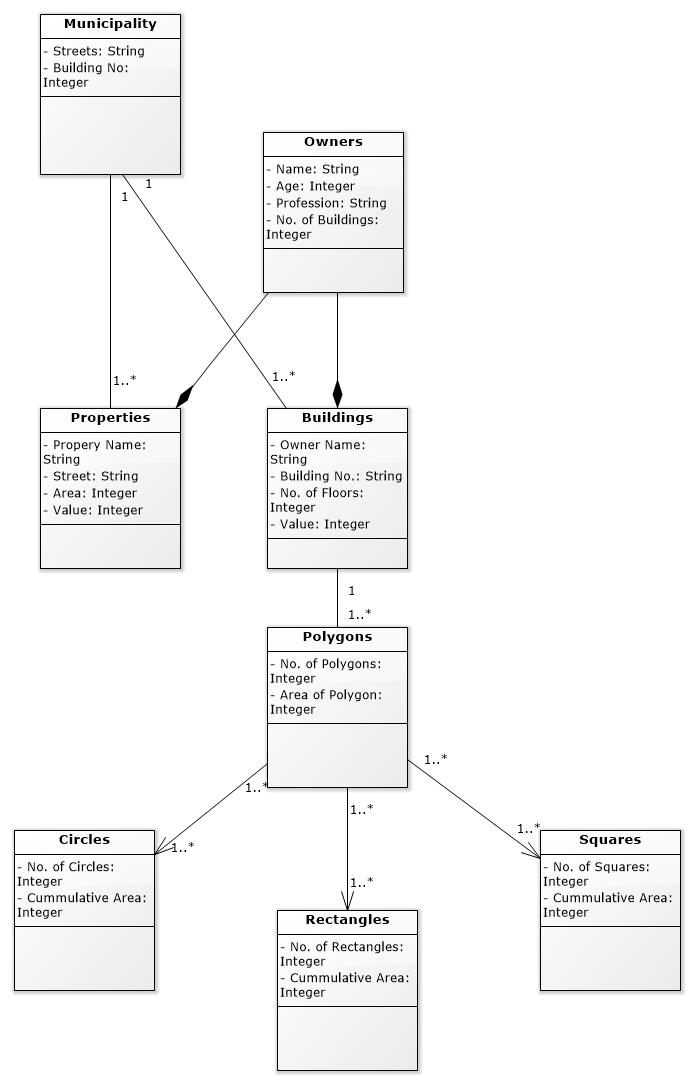 Municipality
- Streets: String
- Building No:
Integer
1
1
Owners
- Name: String
- Age: Integer
- Profession: String
- No. of Buildings:
Integer
1..*
1..*
Properties
- Propery Name:
String
- Street: String
- Area: Integer
- Value: Integer
Buildings
- Owner Name:
String
- Building No.: String
- No. of Floors:
Integer
- Value: Integer
1
1..*
Polygons
- No. of Polygons:
Integer
- Area of Polygon:
Integer
1..*
1..*
1..*
1..*
1..*
1..*
Circles
- No. of Circles:
Integer
- Cummulative Area:
Integer
Rectangles
- No. of Rectangles:
Integer
- Cummulative Area:
Integer
Squares
- No. of Squares:
Integer
- Cummulative Area:
Integer